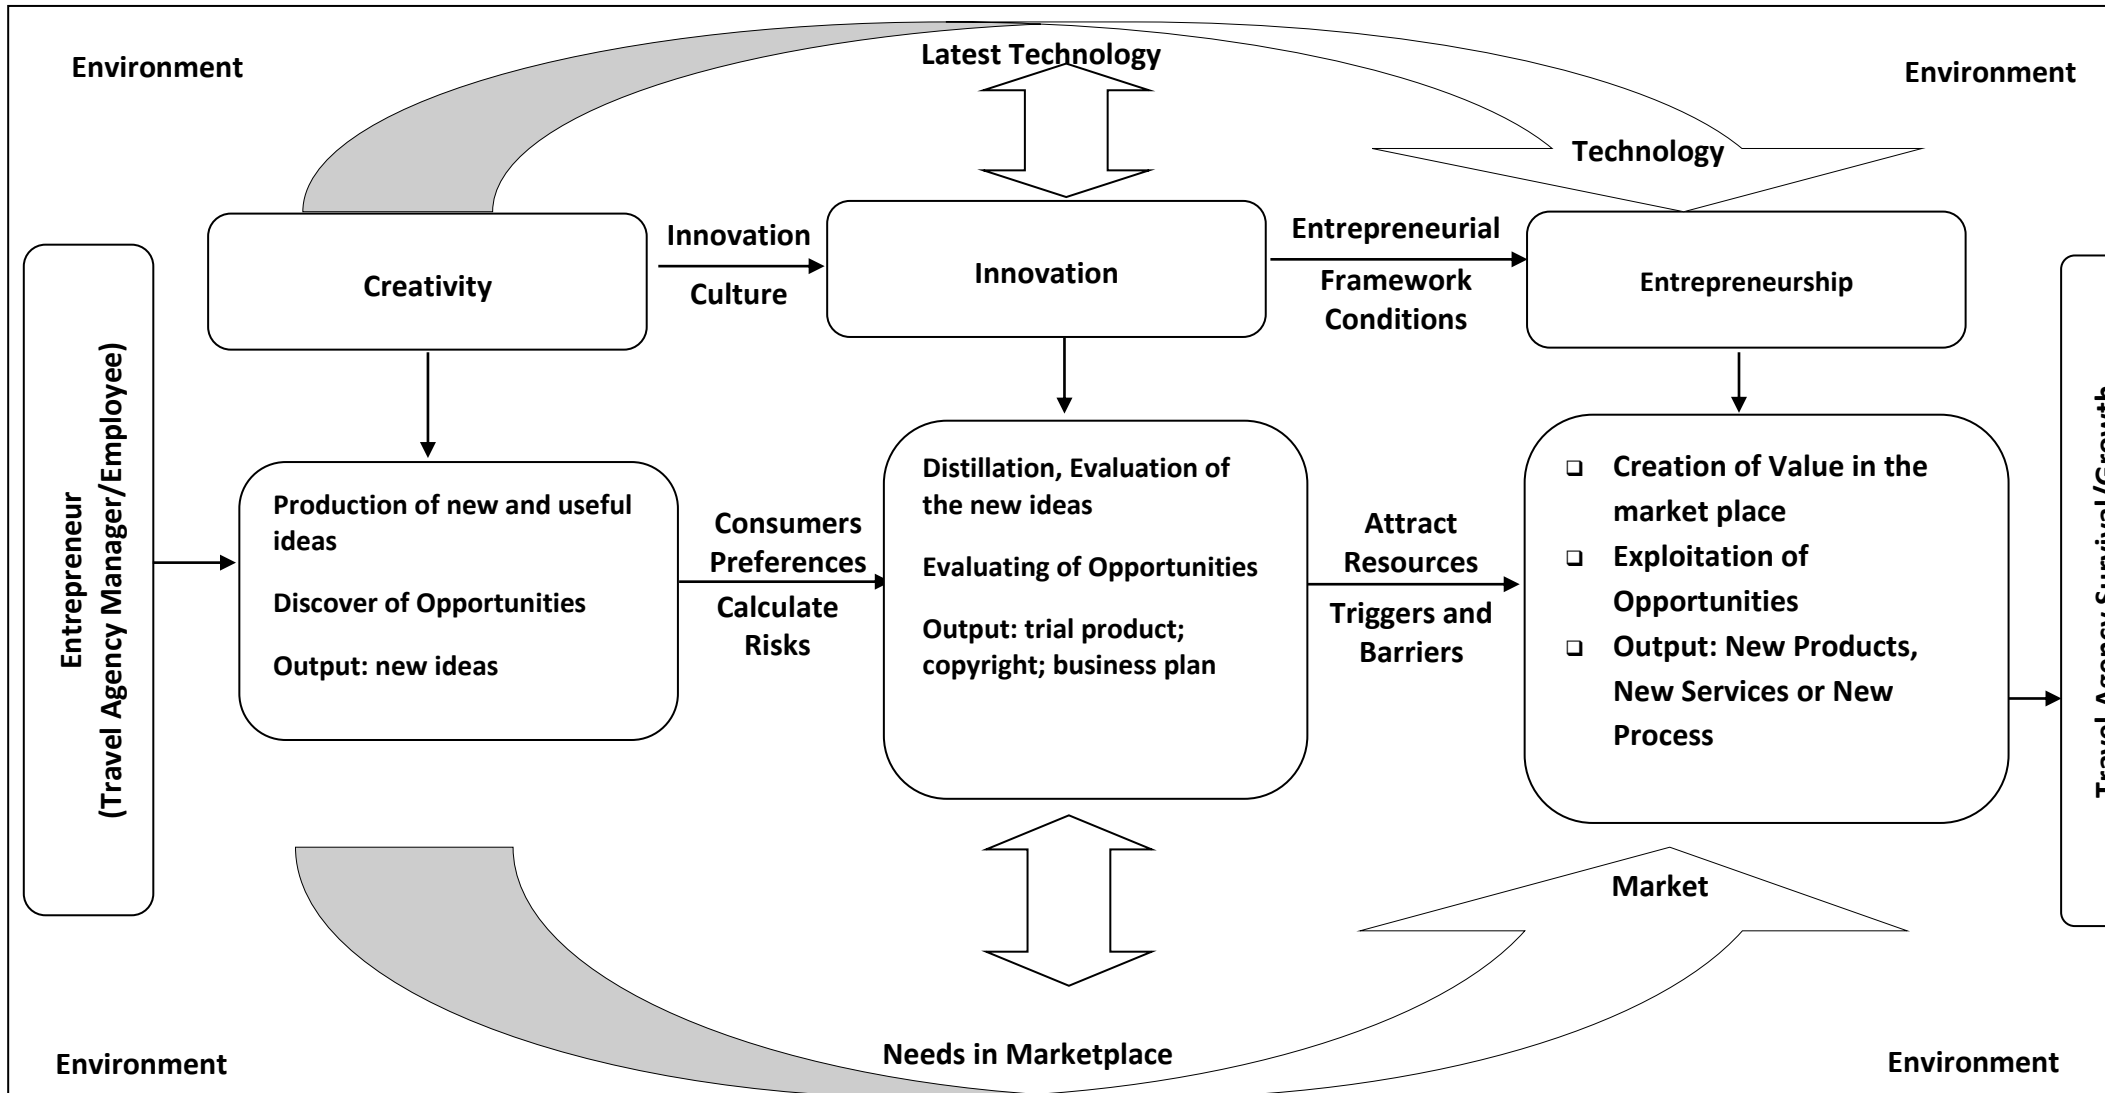 Environment
Latest Technology
Environment
Technology
Entrepreneur
(Travel Agency Manager/Employee)
Creativity
Innovation
Culture
Innovation
Entrepreneurial
Framework
Conditions
Entrepreneurship
Production of new and useful
ideas
Discover of Opportunities
Output: new ideas
Consumers
Preferences
Calculate
Risks
Distillation, Evaluation of
the new ideas
Evaluating of Opportunities
Output: trial product;
copyright; business plan
Attract
Resources
Triggers and
Barriers
Creation of Value in the
market place
Exploitation of
Opportunities
Output: New Products,
New Services or New
Process
Travel Agency Survival/Growth
Market
Needs in Marketplace
Environment
Environment